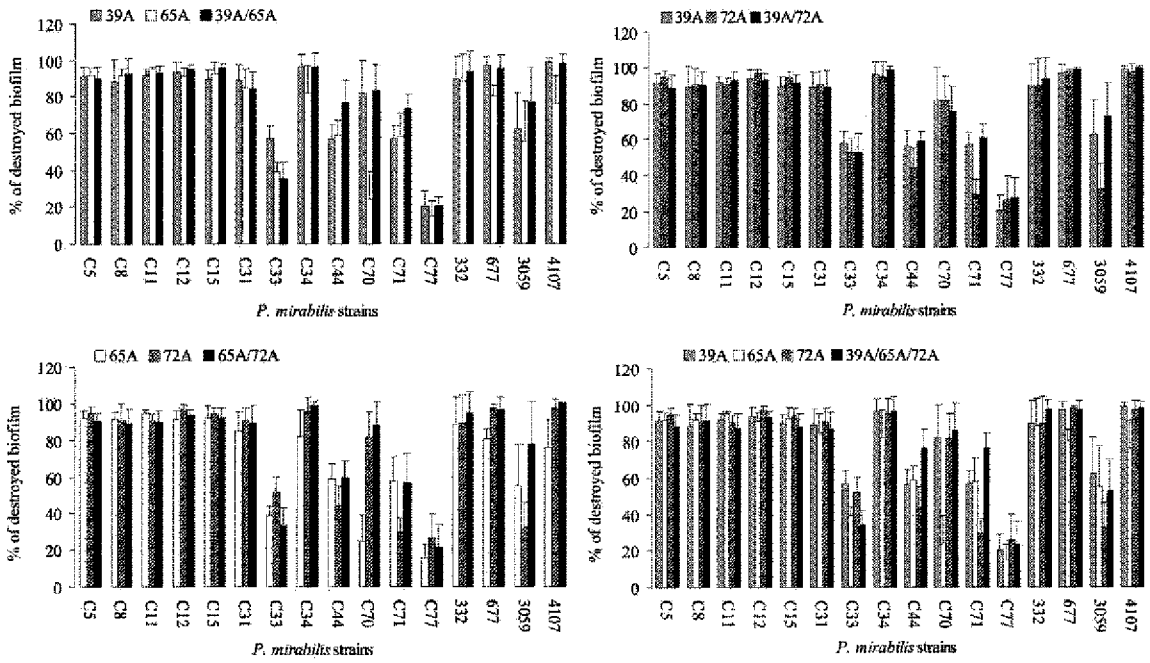 39A 65A 39A/65A
% of destroyed biofilm
120
100
80
60
40
20
0
C5 C8 C11 C12 C15 C31 C33 C34 C44 C70 C71 C77 332 677 3059 4107
P. mirabilis strains
39A 72A 39A/72A
% of destroyed biofilm
120
100
80
60
40
20
0
C5 C8 C11 C12 C15 C31 C33 C34 C44 C70 C71 C77 332 677 3059 4107
P. mirabilis strains
65A 72A 65A/72A
% of destroyed biofilm
120
100
80
60
40
20
0
C5 C8 C11 C12 C15 C31 C33 C34 C44 C70 C71 C77 332 677 3059 4107
P. mirabilis strains
39A 65A 72A 39A/65A/72A
% of destroyed biofilm
120
100
80
60
40
20
0
C5 C8 C11 C12 C15 C31 C33 C34 C44 C70 C71 C77 332 677 3059 4107
P. mirabilis strains